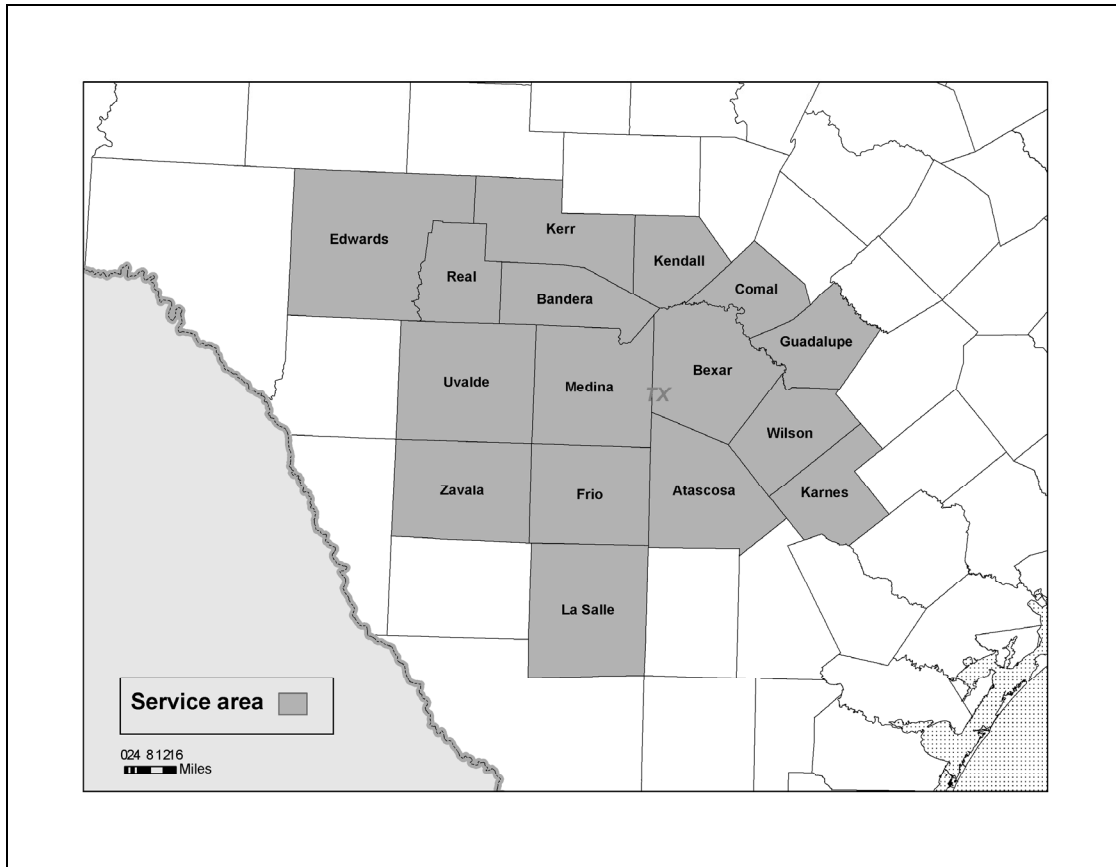 Edwards
Kerr
Real
Kendall
Bandera
Comal
Guadalupe
Bexar
Uvalde
Medina
TX
Wilson
Zavala
Frio
Atascosa
Karnes
La Salle
Service area
024 81216
Miles